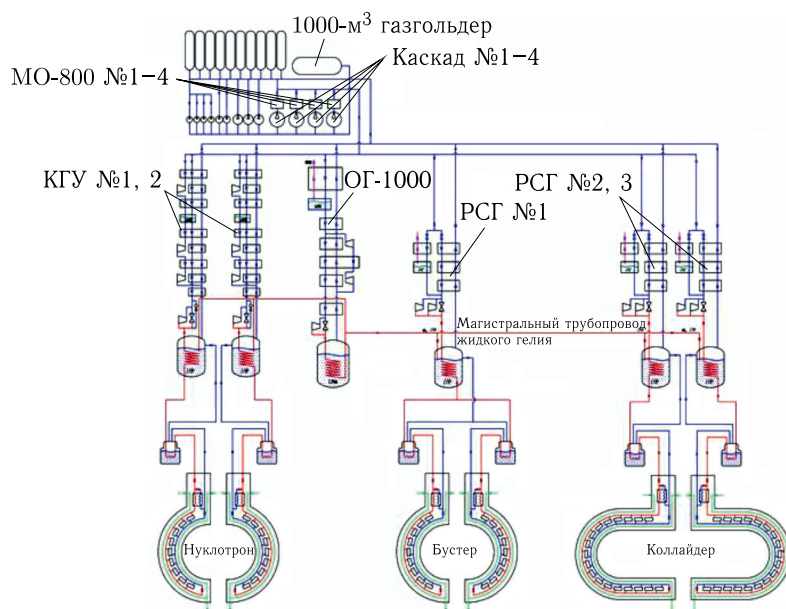 1000-м³ газгольдер
МО-800 №1–4
Каскад №1–4
КГУ №1, 2
ОГ-1000
РСГ №2, 3
РСГ №1
Магистральный трубопровод
жидкого гелия
Нуклотрон
Бустер
Коллайдер